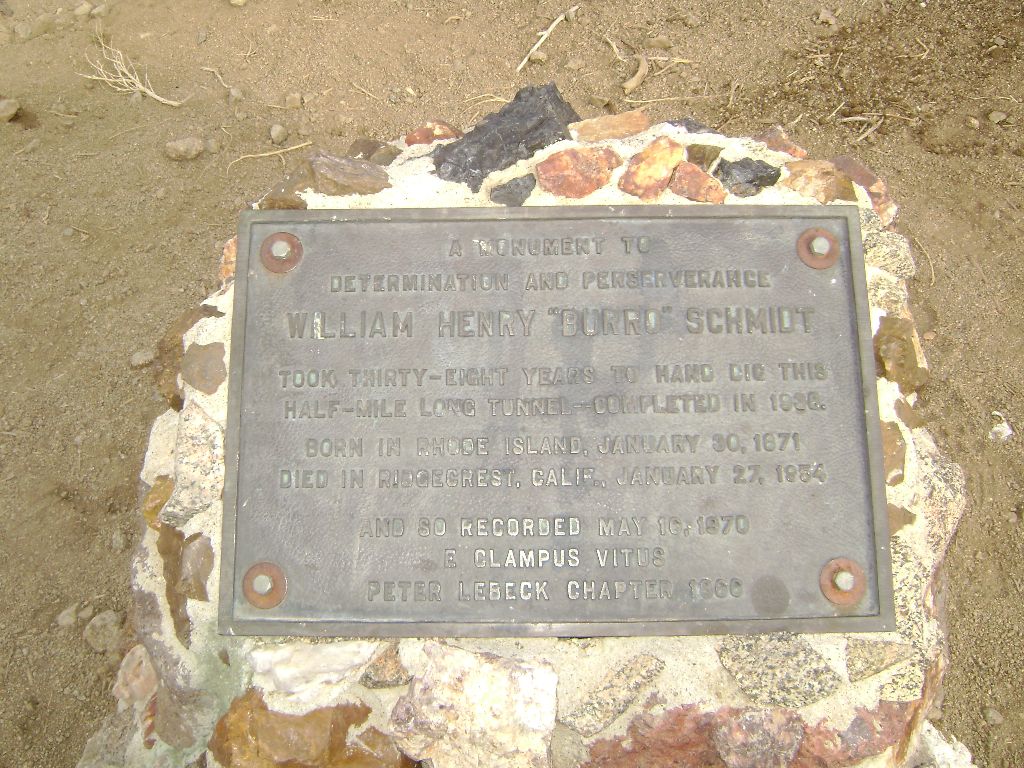 A MONUMENT TO
DETERMINATION AND PERSERVERANCE
WILLIAM HENRY "BURRO" SCHMIDT
TOOK THIRTY-EIGHT YEARS TO HAND DIG THIS
HALF-MILE LONG TUNNEL-COMPLETED IN 1938.
BORN IN RHODE ISLAND, JANUARY 30, 1871
DIED IN RIDGECREST, CALIF., JANUARY 27, 1954
AND SO RECORDED MAY 16, 1970
E CLAMPUS VITUS
PETER LEBECK CHAPTER 1866